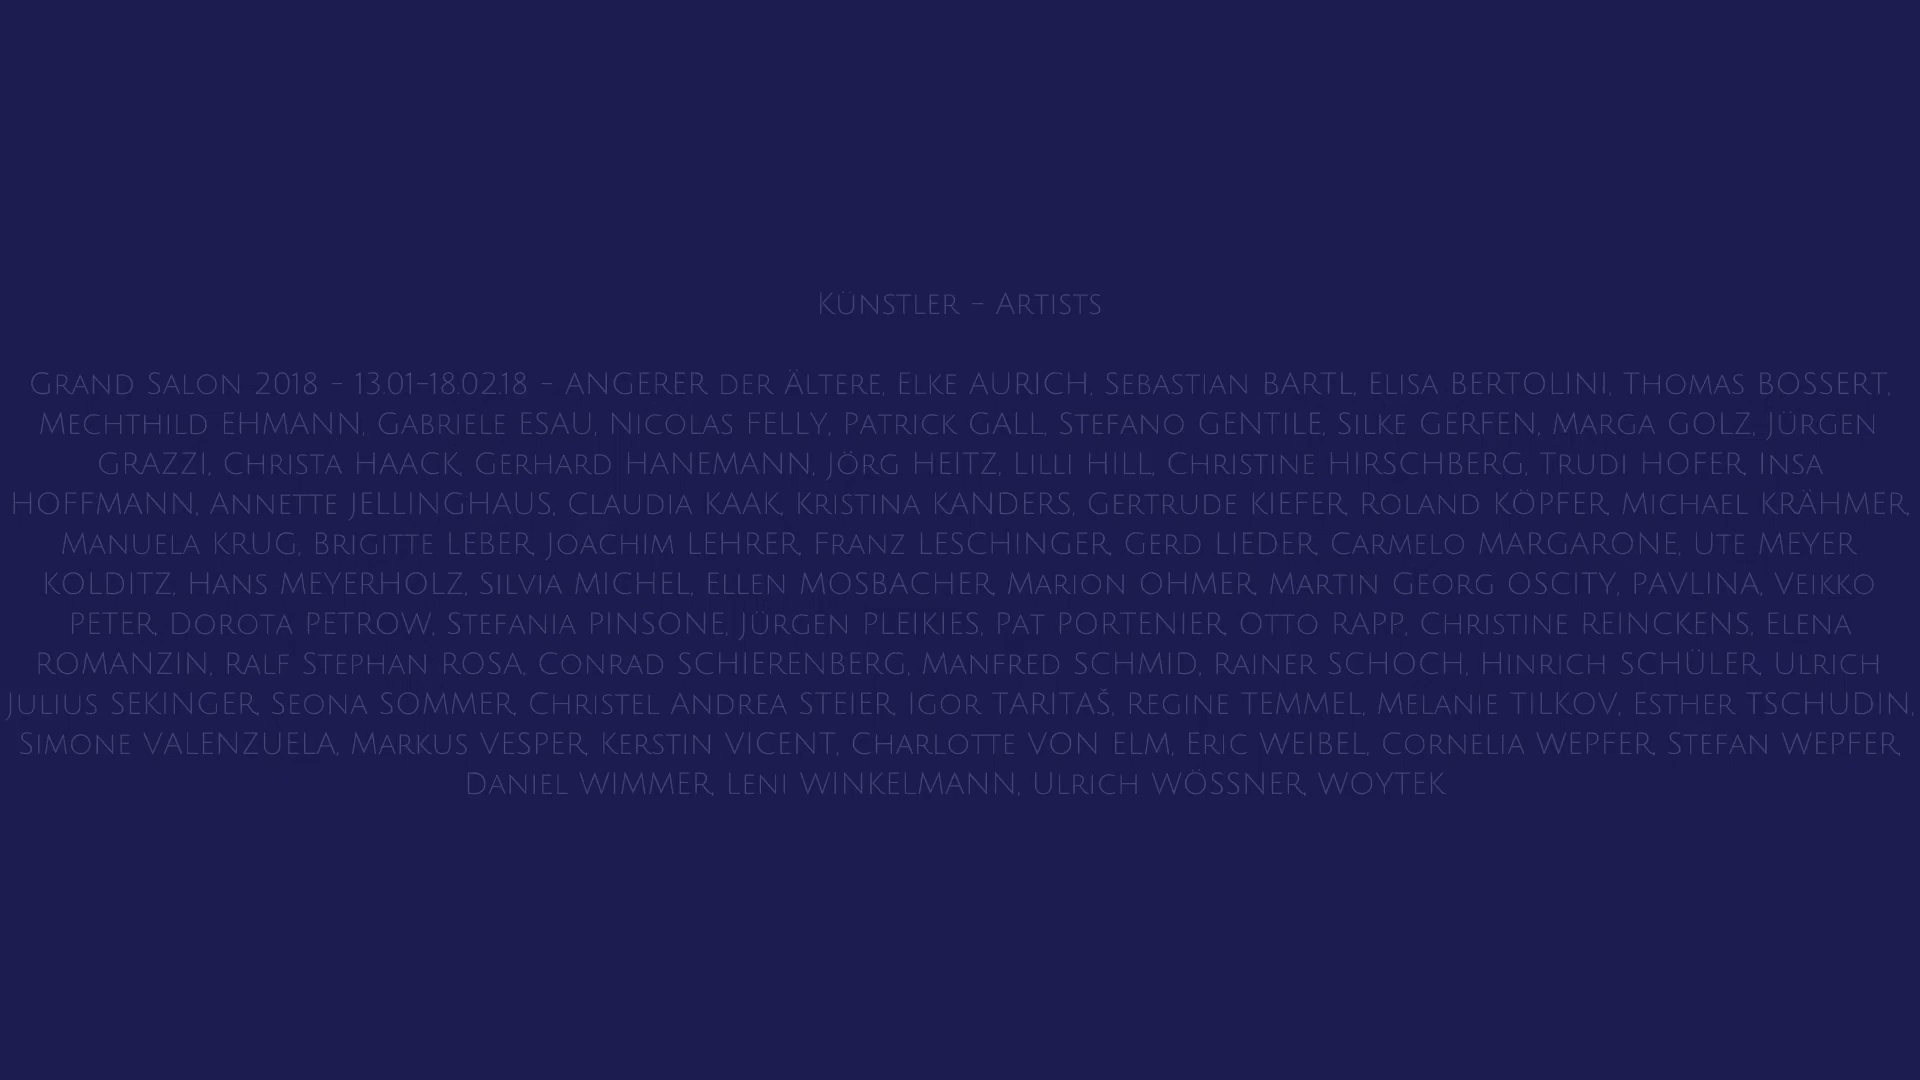 Künstler - Artists
Grand Salon 2018 - 13.01-18.02.18 - ANGERER der Ältere, Elke AURICH, Sebastian BARTL, Elisa BERTOLINI, Thomas BOSSERT,
Mechthild EHMANN, Gabriele ESAU, Nicolas FELLY, Patrick GALL, Stefano GENTILE, Silke GERFEN, Marga GOLZ, Jürgen
GRAZZI, Christa HAACK, Gerhard HANEMANN, Jörg HEITZ, Lilli HILL, Christine HIRSCHBERG, Trudi HOFER, Insa
HOFFMANN, Annette JELLINGHAUS, Claudia KAAK, Kristina KANDERS, Gertrude KIEFER, Roland KÖPFER, Michael KRÄHMER,
Manuela KRUG, Brigitte LEBER, Joachim LEHRER, Franz LESCHINGER, Gerd LIEDER, Carmelo MARGARONE, Ute MEYER
KOLDITZ, Hans MEYERHOLZ, Silvia MICHEL, Ellen MOSBACHER, Marion OHMER, Martin Georg OSCITY, PAVLINA, Veikko
PETER, Dorota PETROW, Stefania PINSONE, Jürgen PLEIKIES, Pat PORTENIER, Otto RAPP, Christine REINCKENS, Elena
ROMANZIN, Ralf Stephan ROSA, Conrad SCHIERENBERG, Manfred SCHMID, Rainer SCHOCH, Hinrich SCHÜLER, Ulrich
Julius SEKINGER, Seona SOMMER, Christel Andrea STEIER, Igor TARITAŠ, Regine TEMMEL, Melanie TILKOV, Esther TSCHUDIN,
Simone VALENZUELA, Markus VESPER, Kerstin VICENT, Charlotte VON ELM, Eric WEIBEL, Cornelia WEPFER, Stefan WEPFER,
Daniel WIMMER, Leni WINKELMANN, Ulrich WÖSSNER, WOYTEK